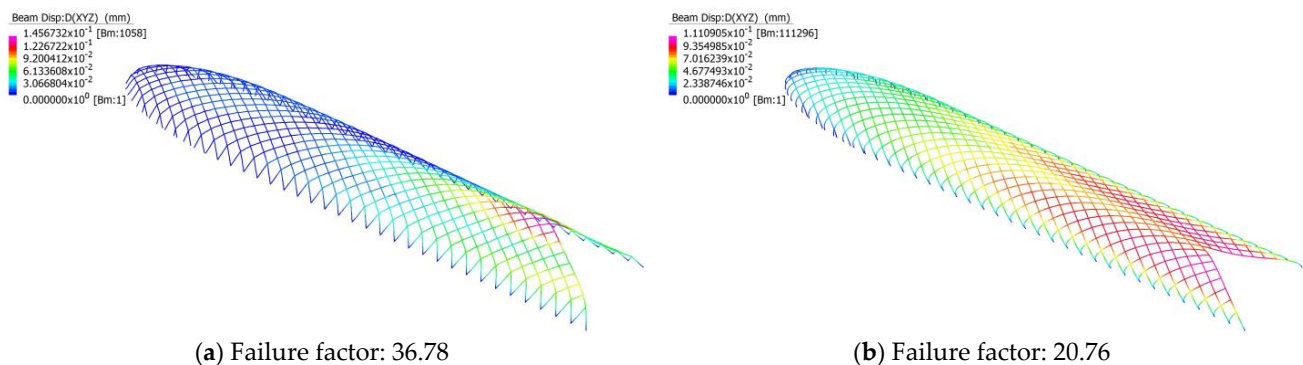 Beam Disp:D(XYZ) (mm)
1.456732x10⁻¹ [Bm:1058]
1.226722x10⁻¹
9.200412x10⁻²
6.133608x10⁻²
3.066804x10⁻²
0.000000x10⁰ [Bm:1]
(a) Failure factor: 36.78
Beam Disp:D(XYZ) (mm)
1.110905x10⁻¹ [Bm:111296]
9.354985x10⁻²
7.016239x10⁻²
4.677493x10⁻²
2.338746x10⁻²
0.000000x10⁰ [Bm:1]
(b) Failure factor: 20.76